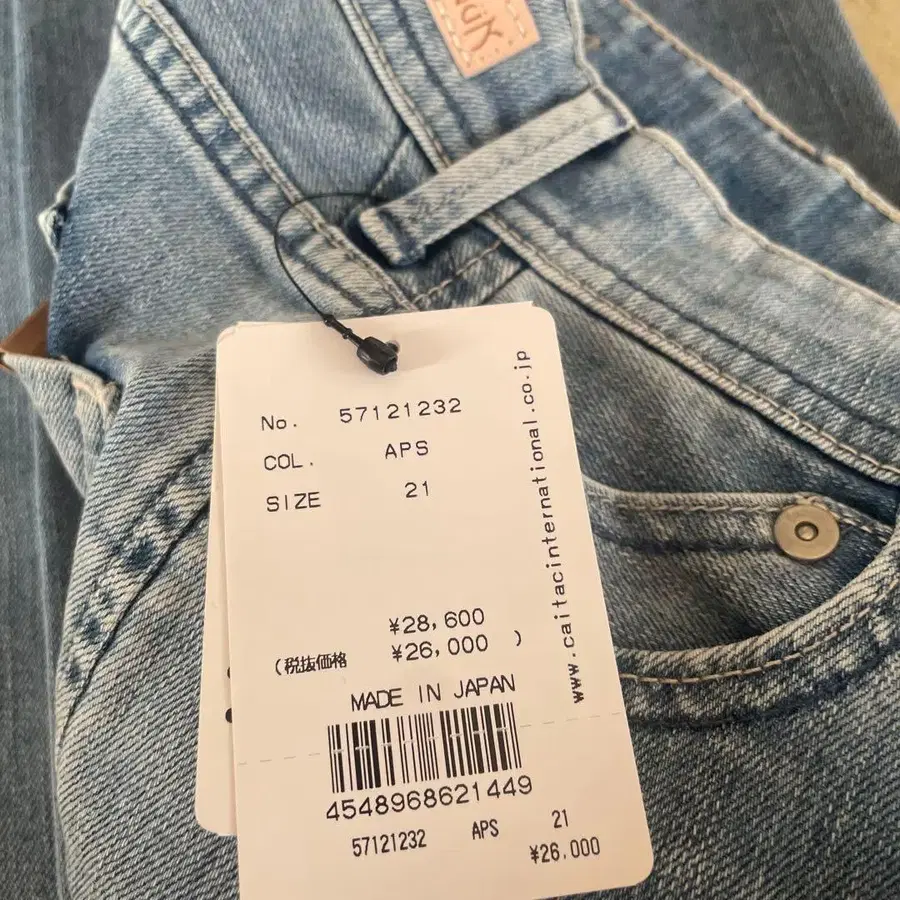 No. 57121232
COL. APS
SIZE 21
¥28,600
(税抜価格 ¥26,000 )
MADE IN JAPAN
4548968621449
57121232 APS 21
¥26,000
www.caitacinternational.co.jp